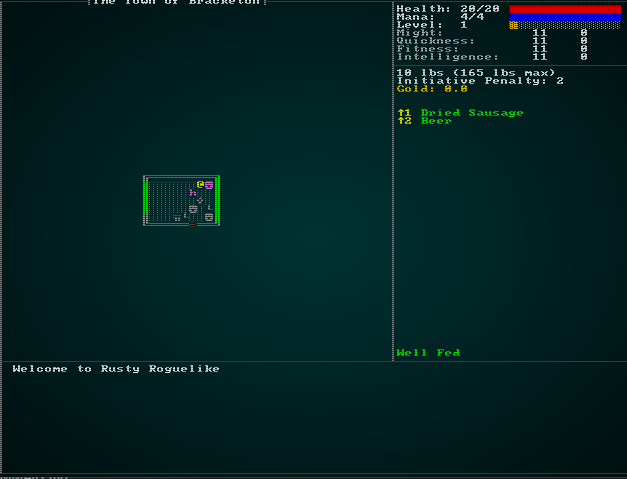 The Town of Bracketon
Health: 20/20
Mana: 4/4
Level: 1
Might: 11 0
Quickness: 11 0
Fitness: 11 0
Intelligence: 11 0
10 lbs (165 lbs max)
Initiative Penalty: 2
Gold: 0.0
↑1 Dried Sausage
↑2 Beer
Well Fed
Welcome to Rusty Roguelike